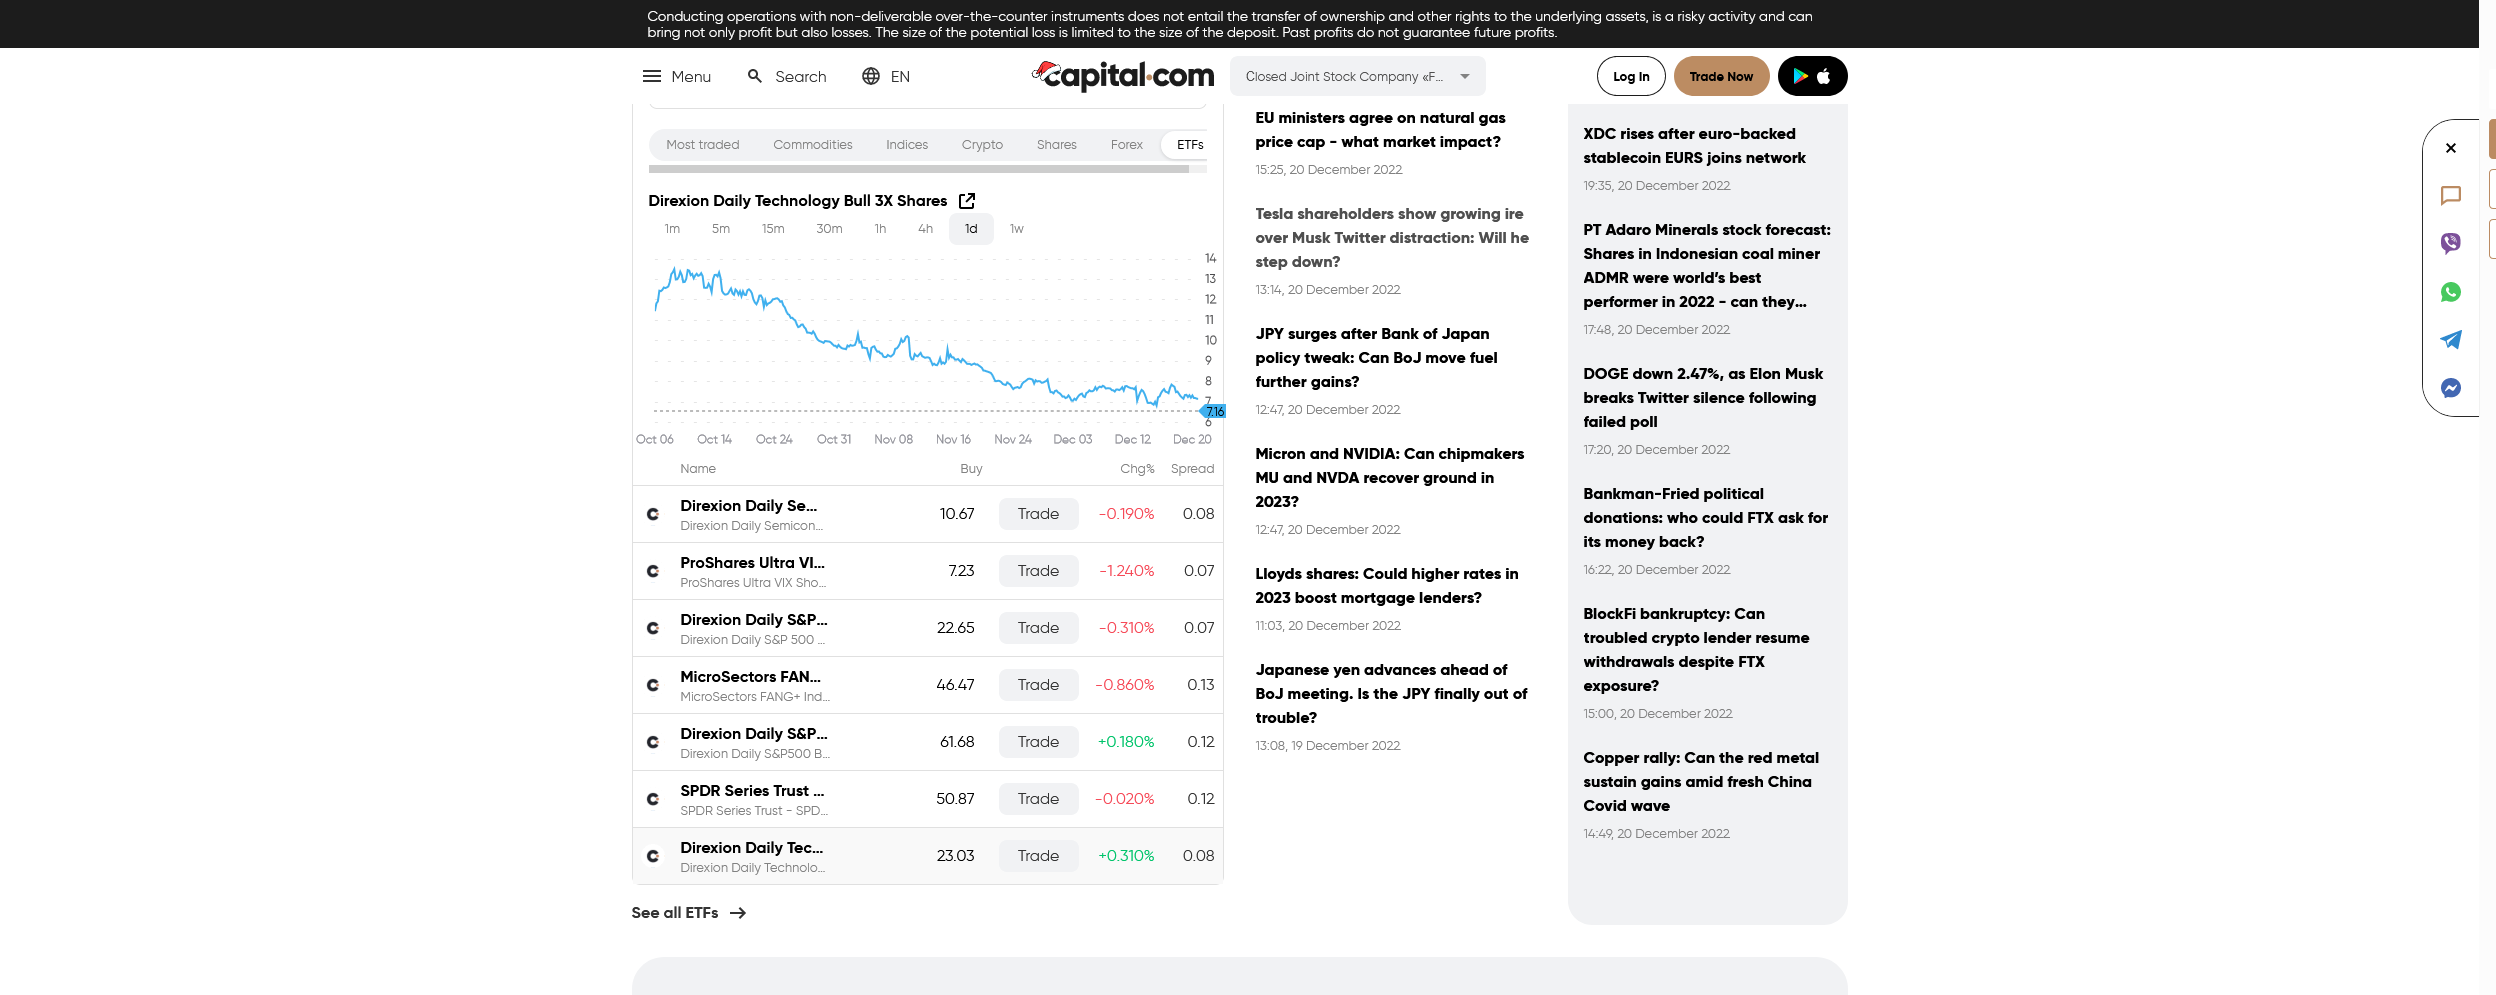 Conducting operations with non-deliverable over-the-counter instruments does not entail the transfer of ownership and other rights to the underlying assets, is a risky activity and can
bring not only profit but also losses. The size of the potential loss is limited to the size of the deposit. Past profits do not guarantee future profits.
Menu
Search
EN
capital.com
Closed Joint Stock Company «F...
Log In
Trade Now
Most traded
Commodities
Indices
Crypto
Shares
Forex
ETFs
Direxion Daily Technology Bull 3X Shares
1m
5m
15m
30m
1h
4h
1d
1w
14
13
12
11
10
9
8
7
7.16
6
Oct 06
Oct 14
Oct 24
Oct 31
Nov 08
Nov 16
Nov 24
Dec 03
Dec 12
Dec 20
Name Buy Chg% Spread
Direxion Daily Se...
Direxion Daily Semicon...
10.67 Trade -0.190% 0.08
ProShares Ultra VI...
ProShares Ultra VIX Sho...
7.23 Trade -1.240% 0.07
Direxion Daily S&P...
Direxion Daily S&P 500 ...
22.65 Trade -0.310% 0.07
MicroSectors FAN...
MicroSectors FANG+ Ind...
46.47 Trade -0.860% 0.13
Direxion Daily S&P...
Direxion Daily S&P500 B...
61.68 Trade +0.180% 0.12
SPDR Series Trust ...
SPDR Series Trust - SPD...
50.87 Trade -0.020% 0.12
Direxion Daily Tec...
Direxion Daily Technolo...
23.03 Trade +0.310% 0.08
See all ETFs
EU ministers agree on natural gas
price cap - what market impact?
15:25, 20 December 2022
Tesla shareholders show growing ire
over Musk Twitter distraction: Will he
step down?
13:14, 20 December 2022
JPY surges after Bank of Japan
policy tweak: Can BoJ move fuel
further gains?
12:47, 20 December 2022
Micron and NVIDIA: Can chipmakers
MU and NVDA recover ground in
2023?
12:47, 20 December 2022
Lloyds shares: Could higher rates in
2023 boost mortgage lenders?
11:03, 20 December 2022
Japanese yen advances ahead of
BoJ meeting. Is the JPY finally out of
trouble?
13:08, 19 December 2022
XDC rises after euro-backed
stablecoin EURS joins network
19:35, 20 December 2022
PT Adaro Minerals stock forecast:
Shares in Indonesian coal miner
ADMR were world's best
performer in 2022 - can they...
17:48, 20 December 2022
DOGE down 2.47%, as Elon Musk
breaks Twitter silence following
failed poll
17:20, 20 December 2022
Bankman-Fried political
donations: who could FTX ask for
its money back?
16:22, 20 December 2022
BlockFi bankruptcy: Can
troubled crypto lender resume
withdrawals despite FTX
exposure?
15:00, 20 December 2022
Copper rally: Can the red metal
sustain gains amid fresh China
Covid wave
14:49, 20 December 2022